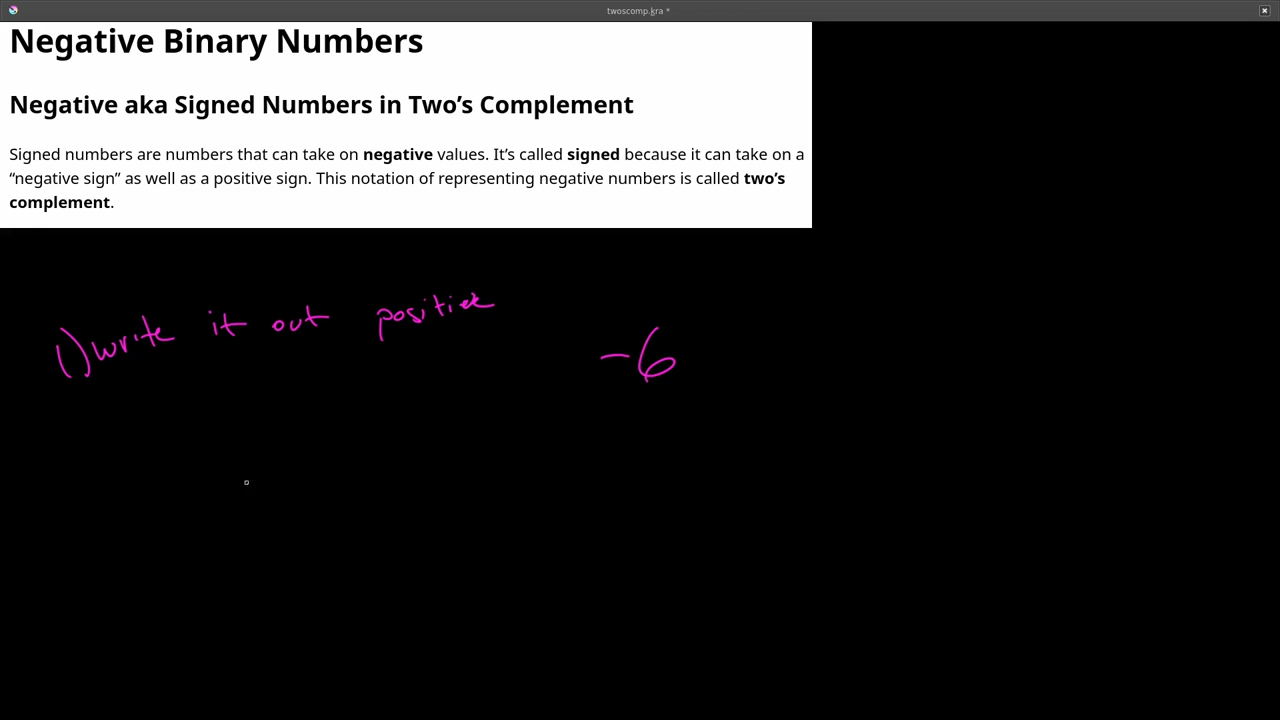 twoscomp.kra *
Negative Binary Numbers
Negative aka Signed Numbers in Two’s Complement
Signed numbers are numbers that can take on negative values. It’s called signed because it can take on a
“negative sign” as well as a positive sign. This notation of representing negative numbers is called two’s
complement.
1) write it out positive
-6